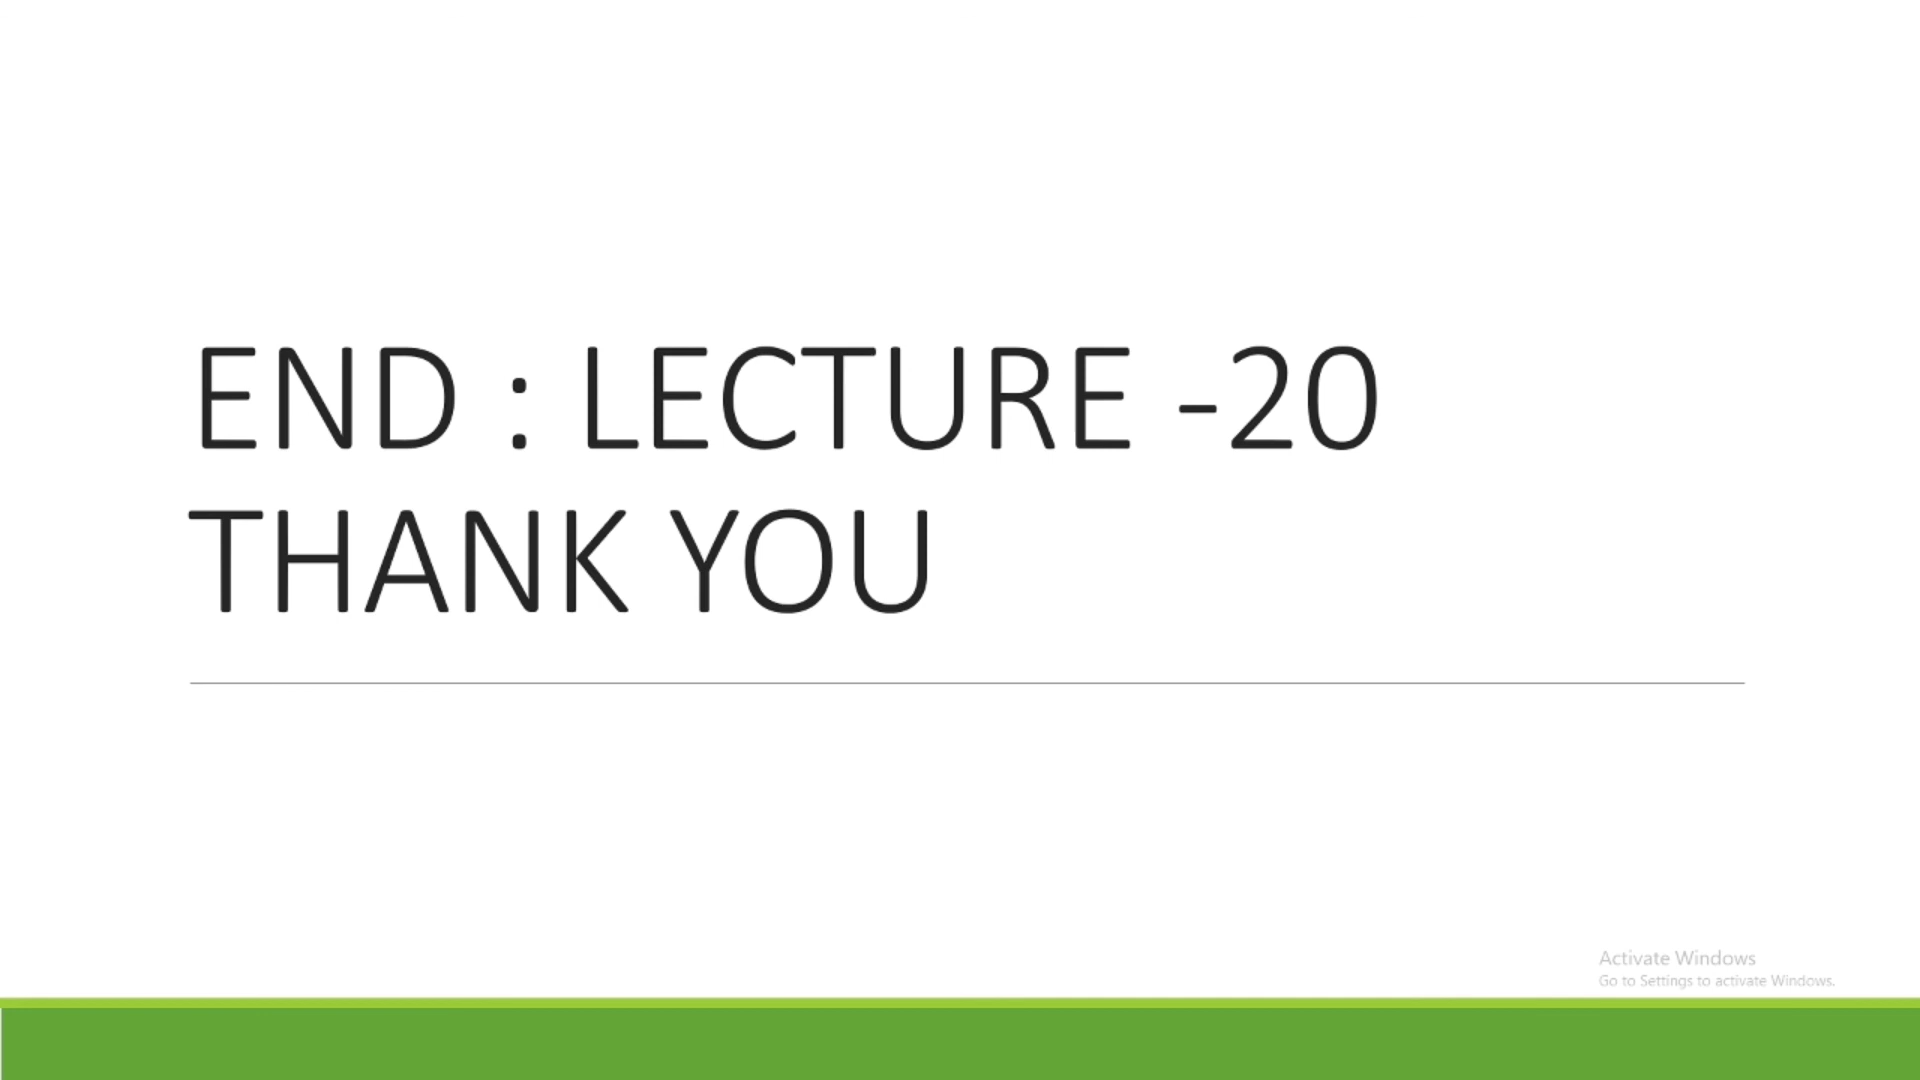 END : LECTURE -20
THANK YOU
Activate Windows
Go to Settings to activate Windows.